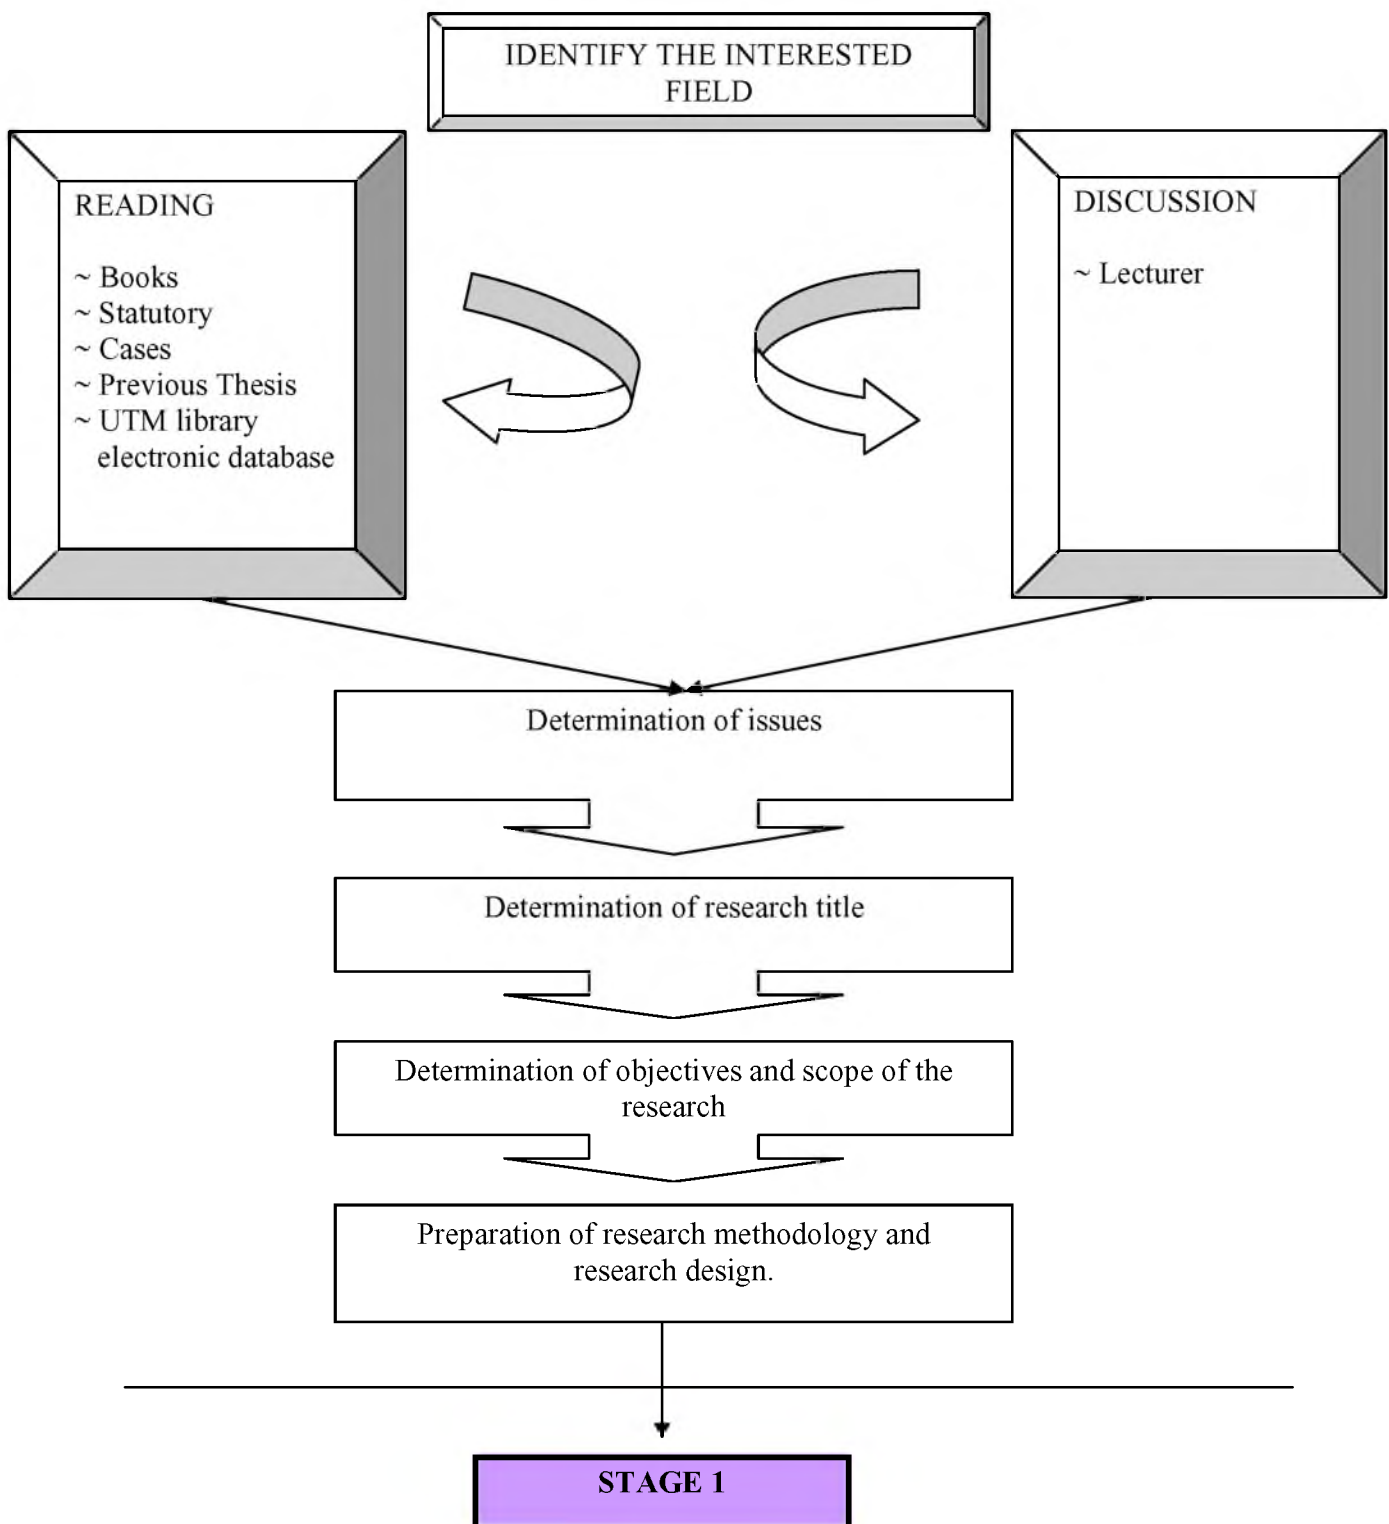 IDENTIFY THE INTERESTED
FIELD
READING
~ Books
~ Statutory
~ Cases
~ Previous Thesis
~ UTM library
electronic database
DISCUSSION
~ Lecturer
Determination of issues
Determination of research title
Determination of objectives and scope of the
research
Preparation of research methodology and
research design.
STAGE 1